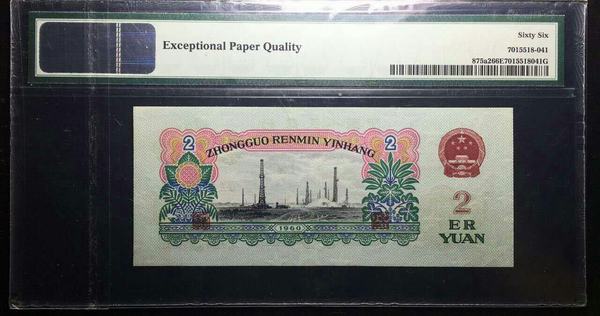 Exceptional Paper Quality
Sixty Six
7015518-041
875a266E7015518041G
2
2
ZHONGGUO RENMIN YINHANG
1960
2
ER
YUAN